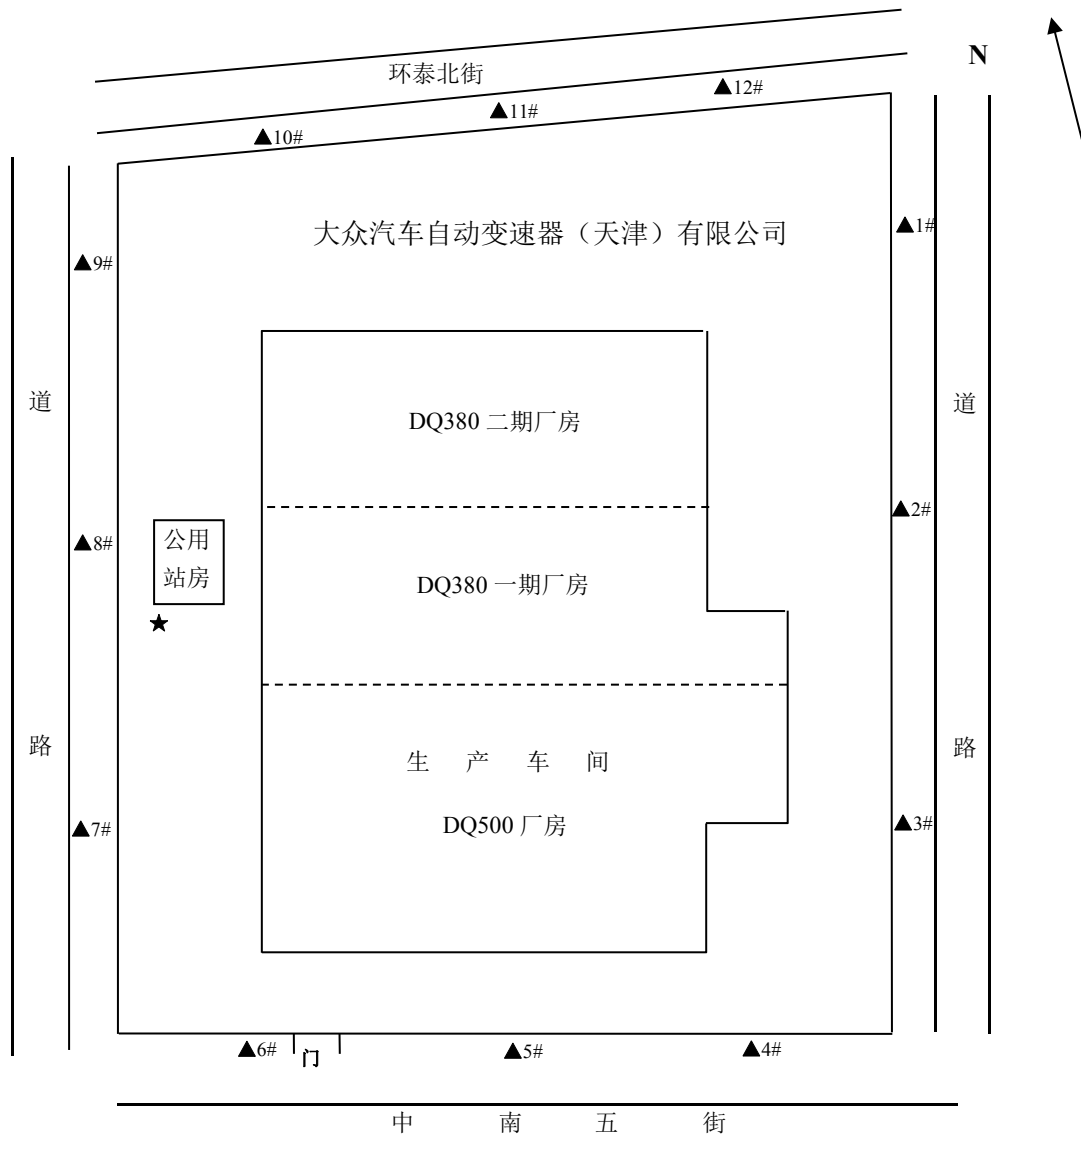 N
环泰北街
▲12#
▲11#
▲10#
▲1#
大众汽车自动变速器（天津）有限公司
▲9#
道
道
DQ380 二期厂房
▲2#
公用
站房
▲8#
DQ380 一期厂房
★
路
路
生 产 车 间
DQ500 厂房
▲7#
▲3#
▲6#
门
▲5#
▲4#
中 南 五 街